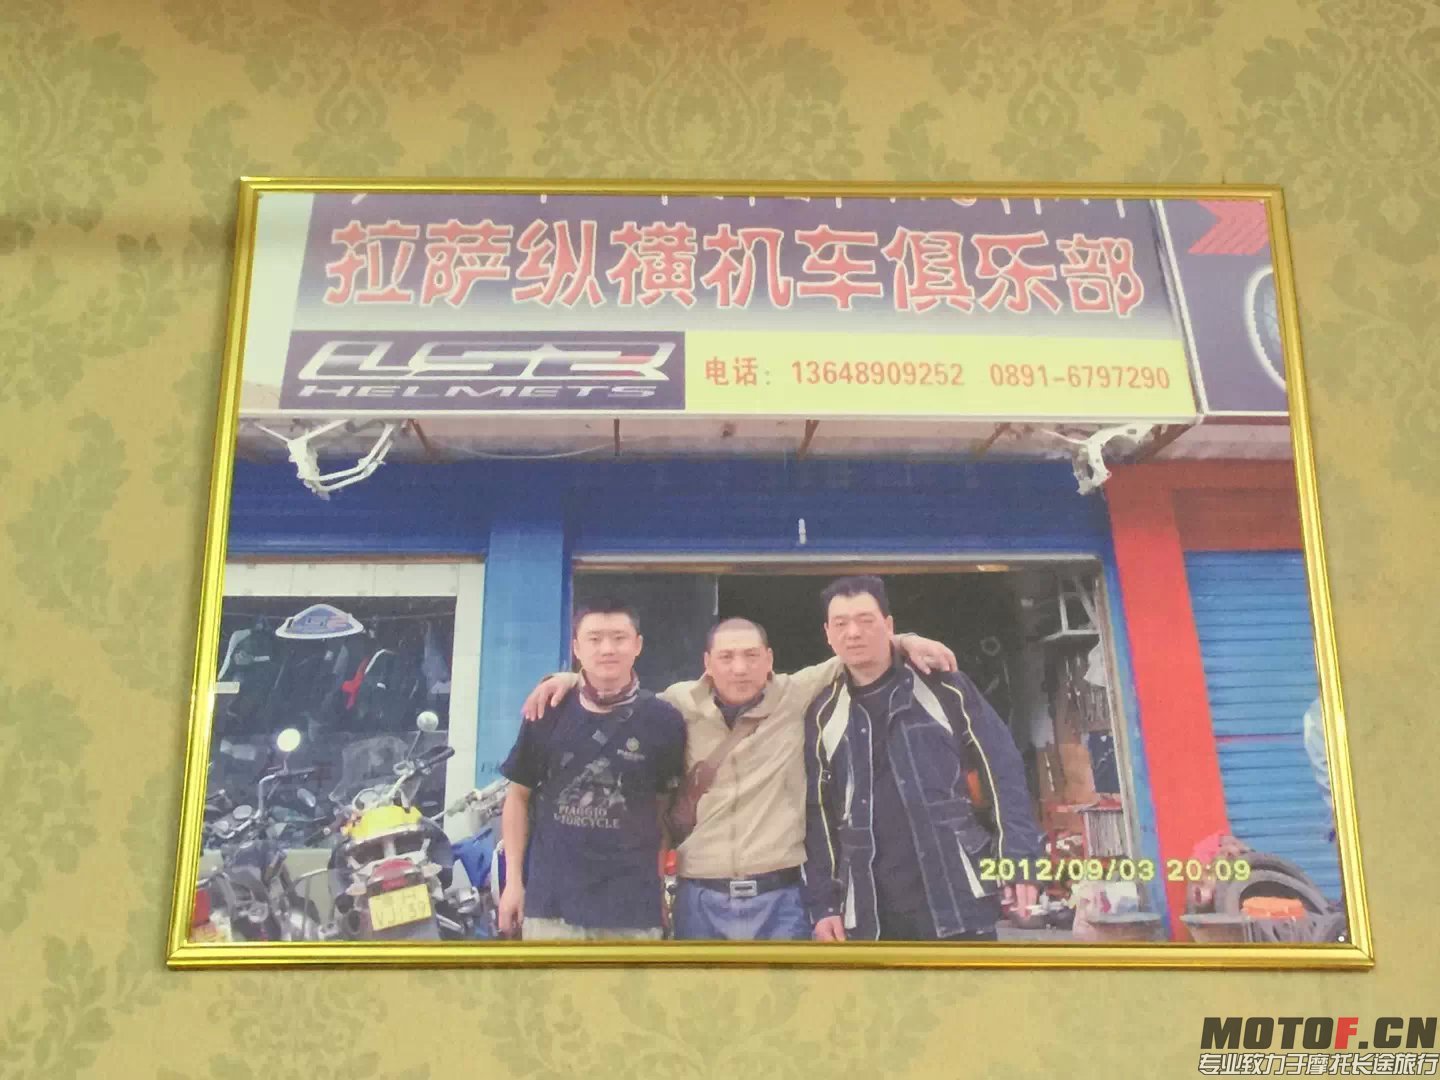 拉萨纵横机车俱乐部
LS2
HELMETS
电话：13648909252 0891-6797290
PIAGGIO
MOTORCYCLE
2012/09/03 20:09
MOTOF.CN
专业致力于摩托长途旅行